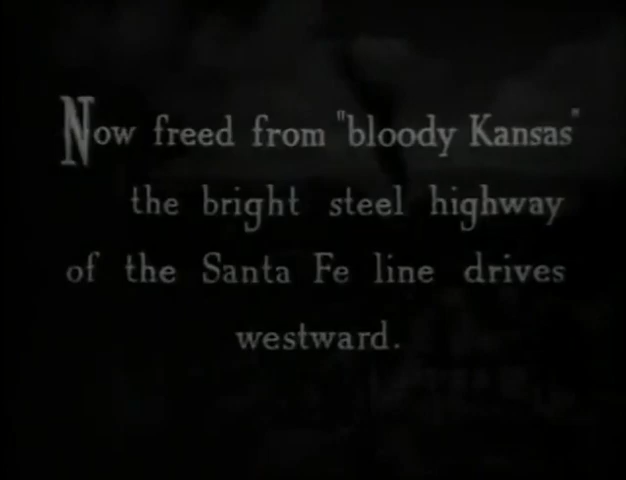 Now freed from "bloody Kansas"
the bright steel highway
of the Santa Fe line drives
westward.